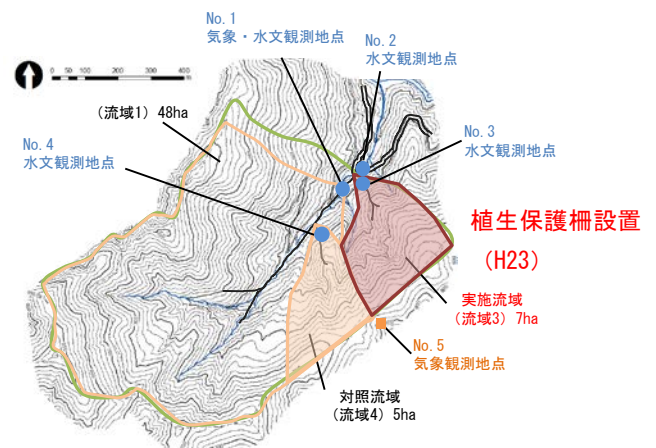 No.1
気象・水文観測地点
No.2
水文観測地点
0 50 100 200 300 400
m
(流域1) 48ha
No.3
水文観測地点
No.4
水文観測地点
植生保護柵設置
(H23)
実施流域
(流域3) 7ha
No.5
気象観測地点
対照流域
(流域4) 5ha